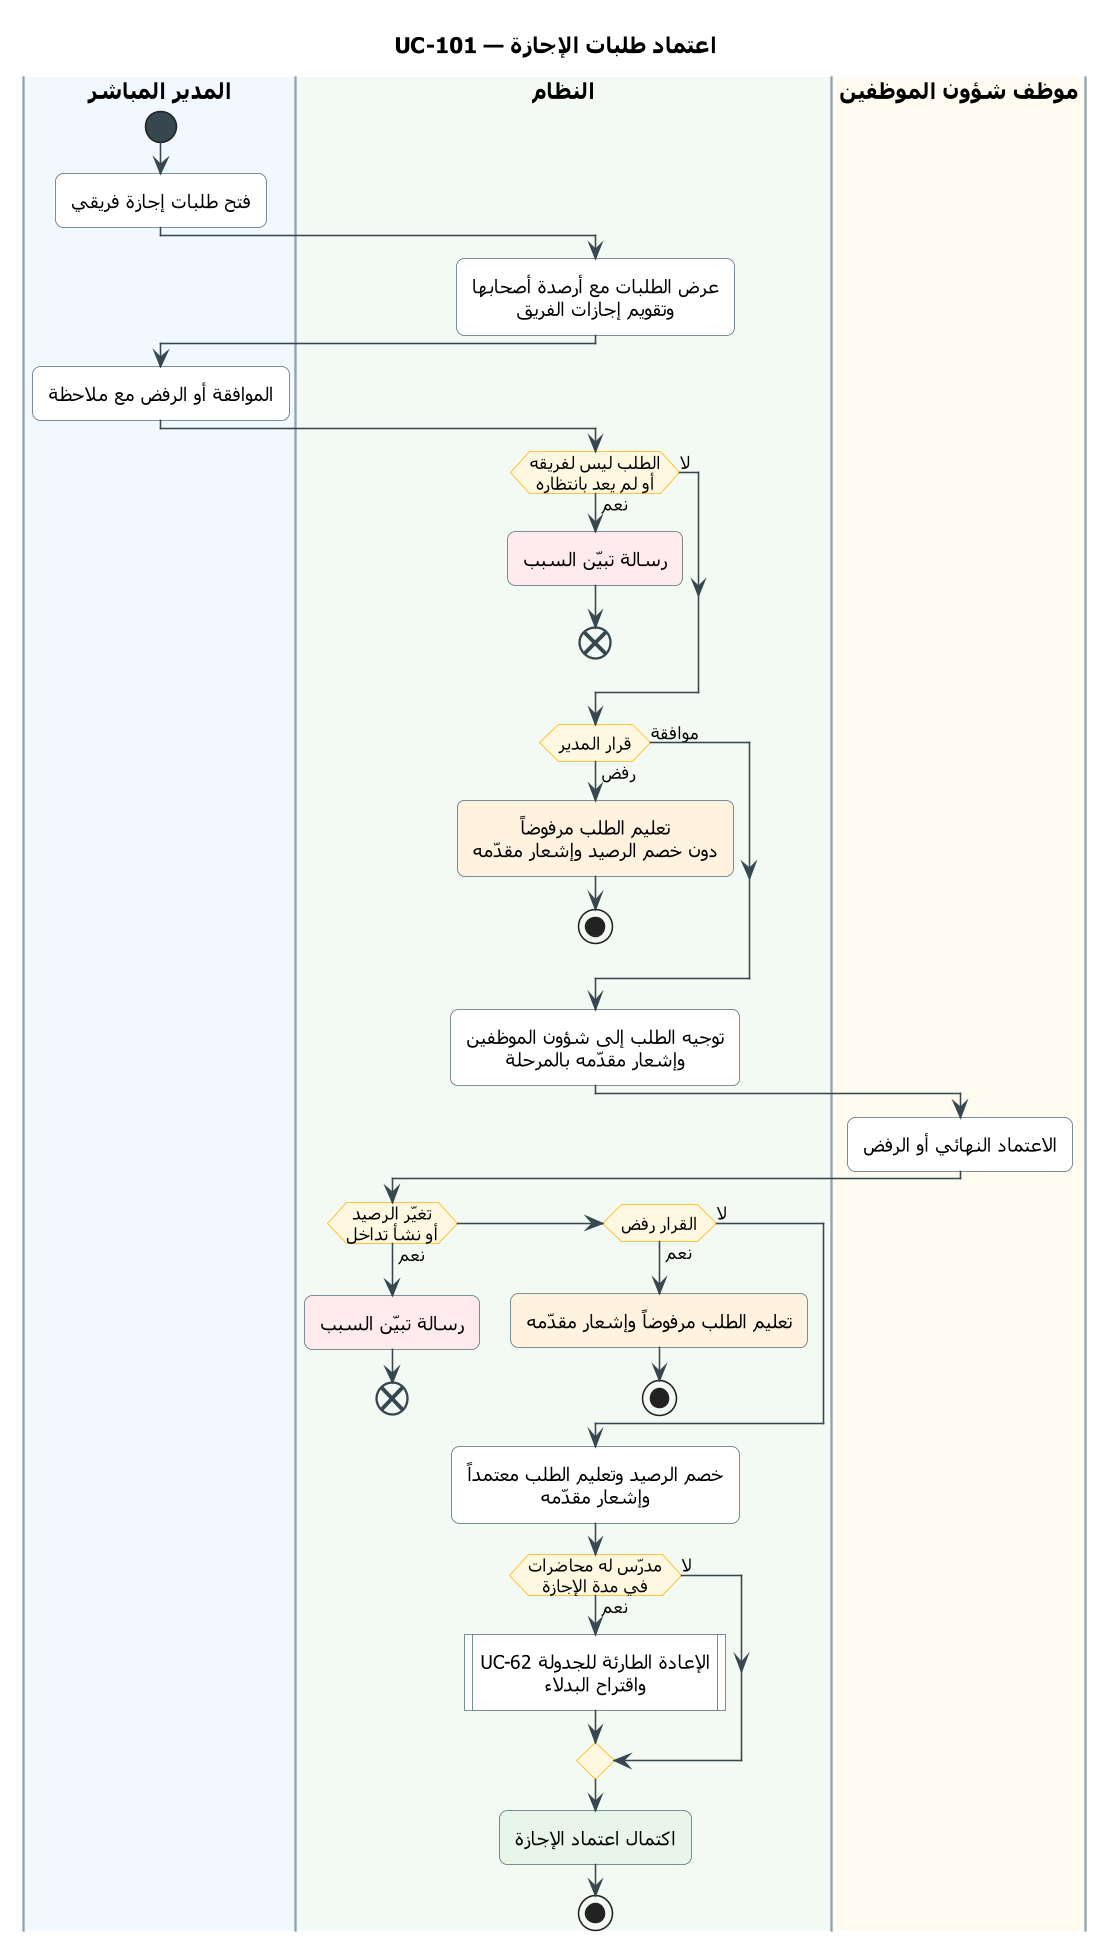 UC-101 — اعتماد طلبات الإجازة
المدير المباشر
النظام
موظف شؤون الموظفين
فتح طلبات إجازة فريقي
عرض الطلبات مع أرصدة أصحابها
وتقويم إجازات الفريق
الموافقة أو الرفض مع ملاحظة
الطلب ليس لفريقه
أو لم يعد بانتظاره
لا
نعم
رسالة تبيّن السبب
قرار المدير
موافقة
رفض
تعليم الطلب مرفوضاً
دون خصم الرصيد وإشعار مقدّمه
توجيه الطلب إلى شؤون الموظفين
وإشعار مقدّمه بالمرحلة
الاعتماد النهائي أو الرفض
تغيّر الرصيد
أو نشأ تداخل
نعم
القرار رفض
لا
نعم
رسالة تبيّن السبب
تعليم الطلب مرفوضاً وإشعار مقدّمه
خصم الرصيد وتعليم الطلب معتمداً
وإشعار مقدّمه
مدرّس له محاضرات
في مدة الإجازة
لا
نعم
UC-62 الإعادة الطارئة للجدولة
واقتراح البدلاء
اكتمال اعتماد الإجازة